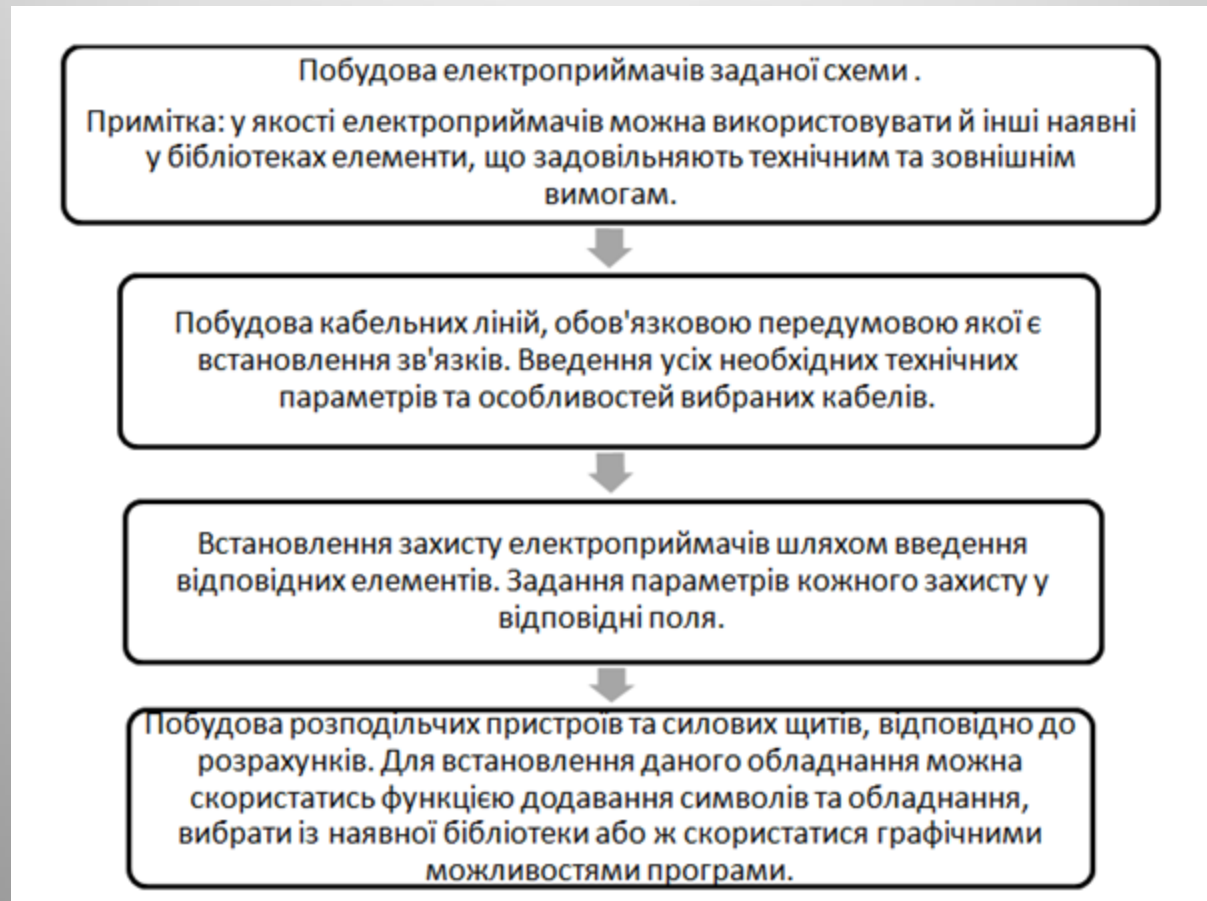 Побудова електроприймачів заданої схеми .
Примітка: у якості електроприймачів можна використовувати й інші наявні
у бібліотеках елементи, що задовільняють технічним та зовнішнім
вимогам.
Побудова кабельних ліній, обов'язковою передумовою якої є
встановлення зв'язків. Введення усіх необхідних технічних
параметрів та особливостей вибраних кабелів.
Встановлення захисту електроприймачів шляхом введення
відповідних елементів. Задання параметрів кожного захисту у
відповідні поля.
Побудова розподільчих пристроїв та силових щитів, відповідно до
розрахунків. Для встановлення даного обладнання можна
скористатись функцією додавання символів та обладнання,
вибрати із наявної бібліотеки або ж скористатися графічними
можливостями програми.